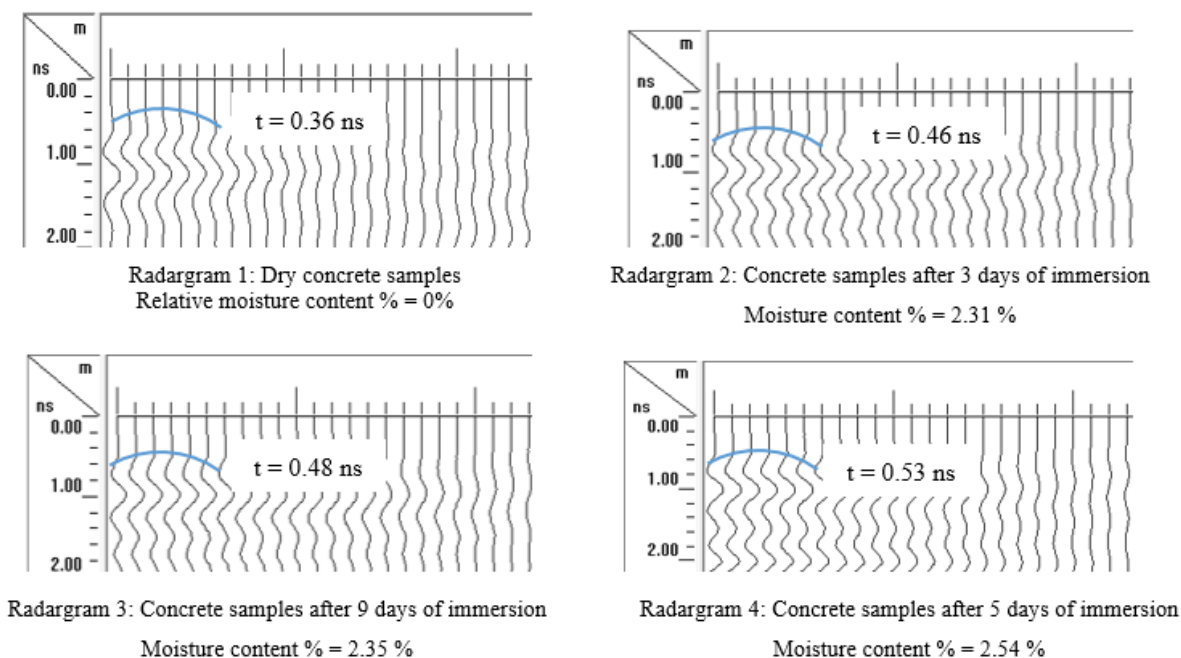 m
ns
0.00
1.00
2.00
t = 0.36 ns
Radargram 1: Dry concrete samples
Relative moisture content % = 0%
m
ns
0.00
1.00
2.00
t = 0.46 ns
Radargram 2: Concrete samples after 3 days of immersion
Moisture content % = 2.31 %
m
ns
0.00
1.00
2.00
t = 0.48 ns
Radargram 3: Concrete samples after 9 days of immersion
Moisture content % = 2.35 %
m
ns
0.00
1.00
2.00
t = 0.53 ns
Radargram 4: Concrete samples after 5 days of immersion
Moisture content % = 2.54 %